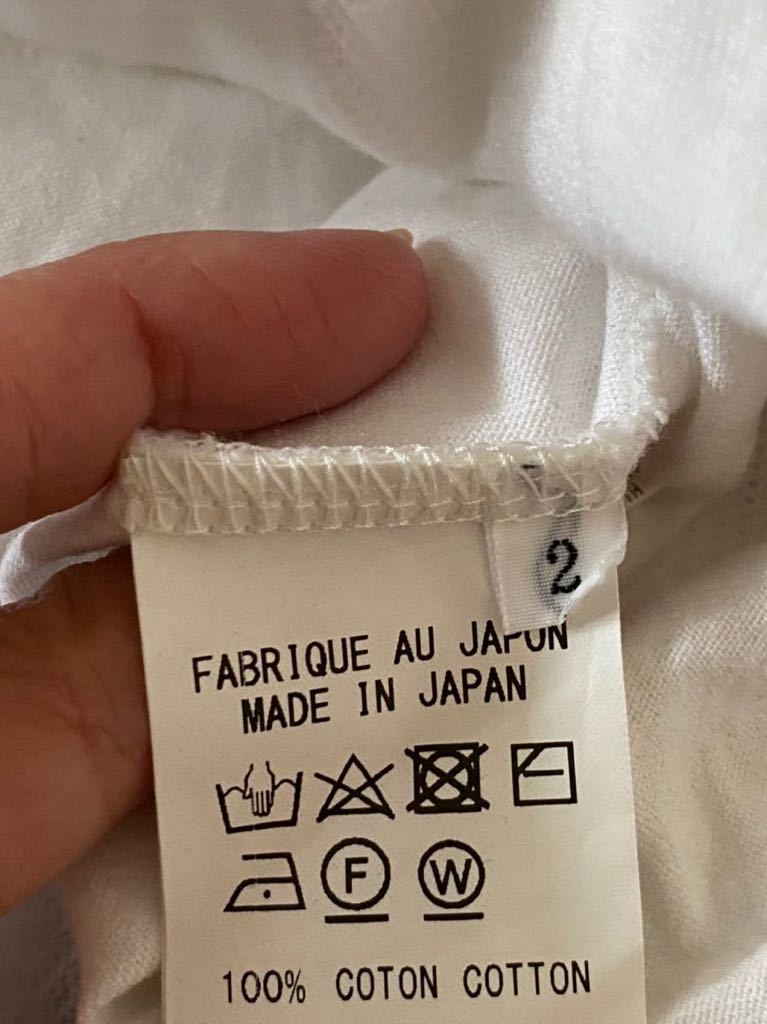 2
FABRIQUE AU JAPON
MADE IN JAPAN
F W
100% COTON COTTON